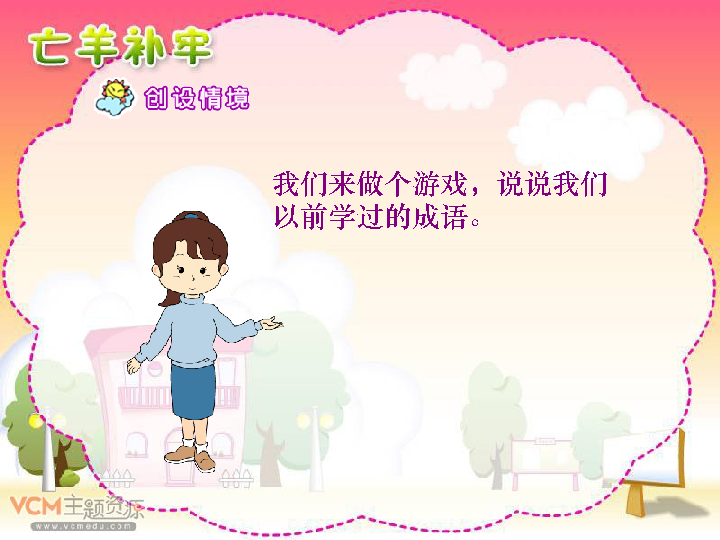 亡羊补牢
创设情境
我们来做个游戏，说说我们
以前学过的成语。
VCM主题资源
www.vcmedu.com